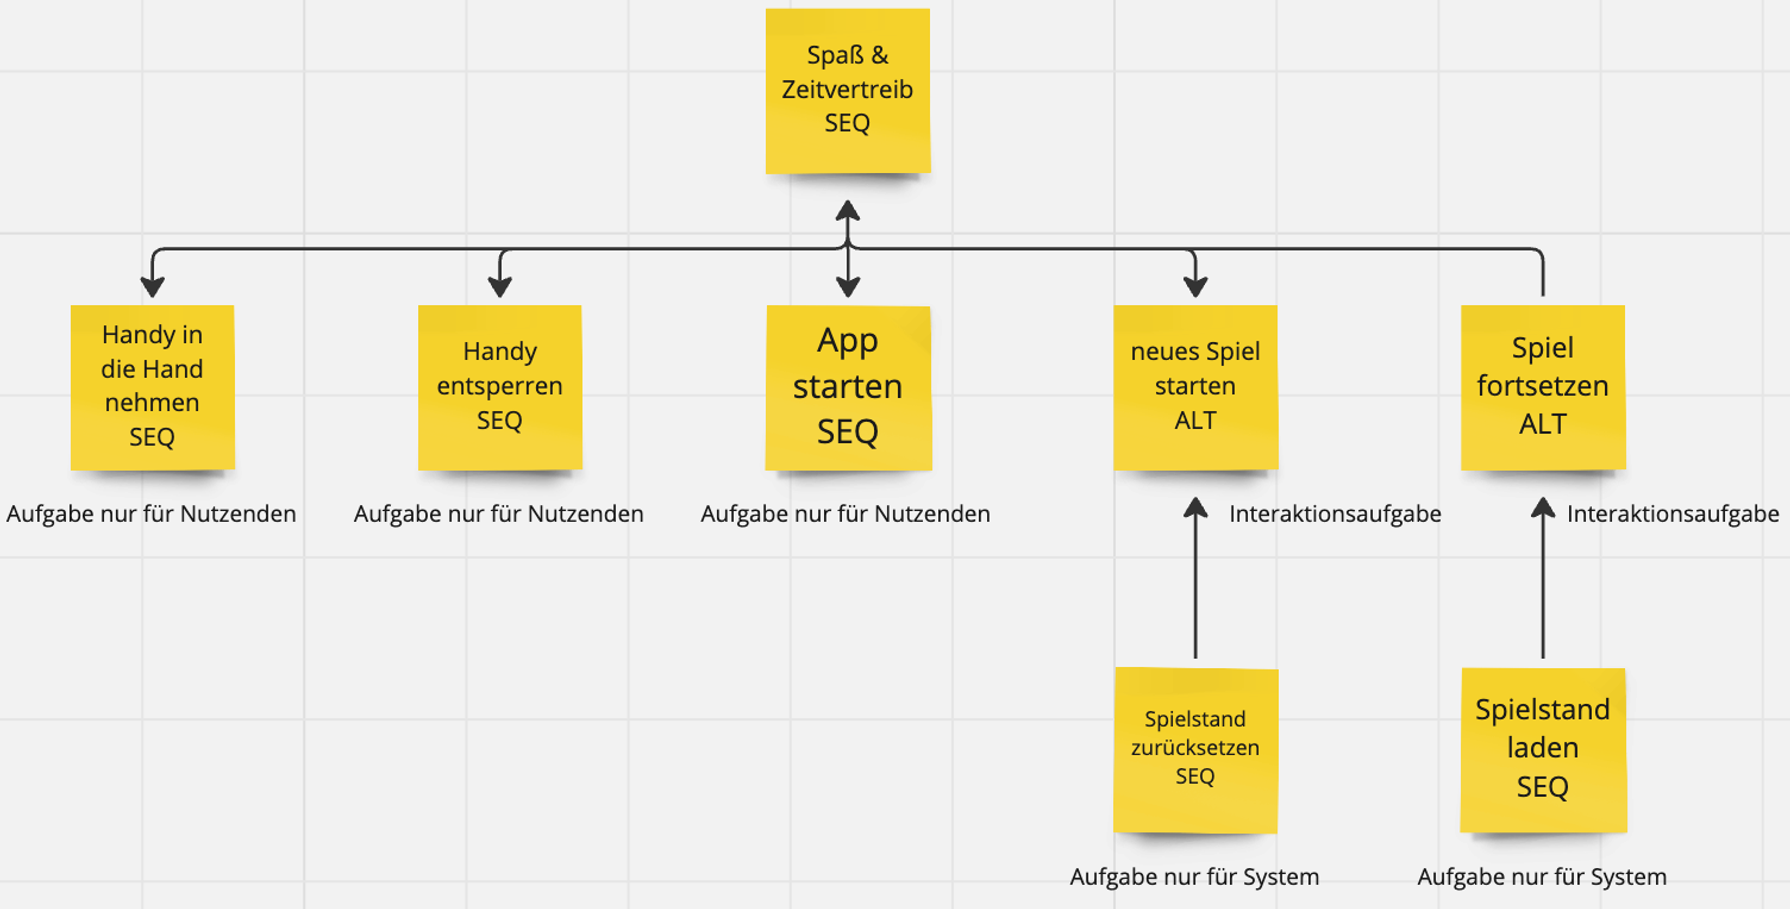 Spaß &
Zeitvertreib
SEQ
Handy in
die Hand
nehmen
SEQ
Handy
entsperren
SEQ
App
starten
SEQ
neues Spiel
starten
ALT
Spiel
fortsetzen
ALT
Aufgabe nur für Nutzenden
Aufgabe nur für Nutzenden
Aufgabe nur für Nutzenden
Interaktionsaufgabe
Interaktionsaufgabe
Spielstand
zurücksetzen
SEQ
Spielstand
laden
SEQ
Aufgabe nur für System
Aufgabe nur für System